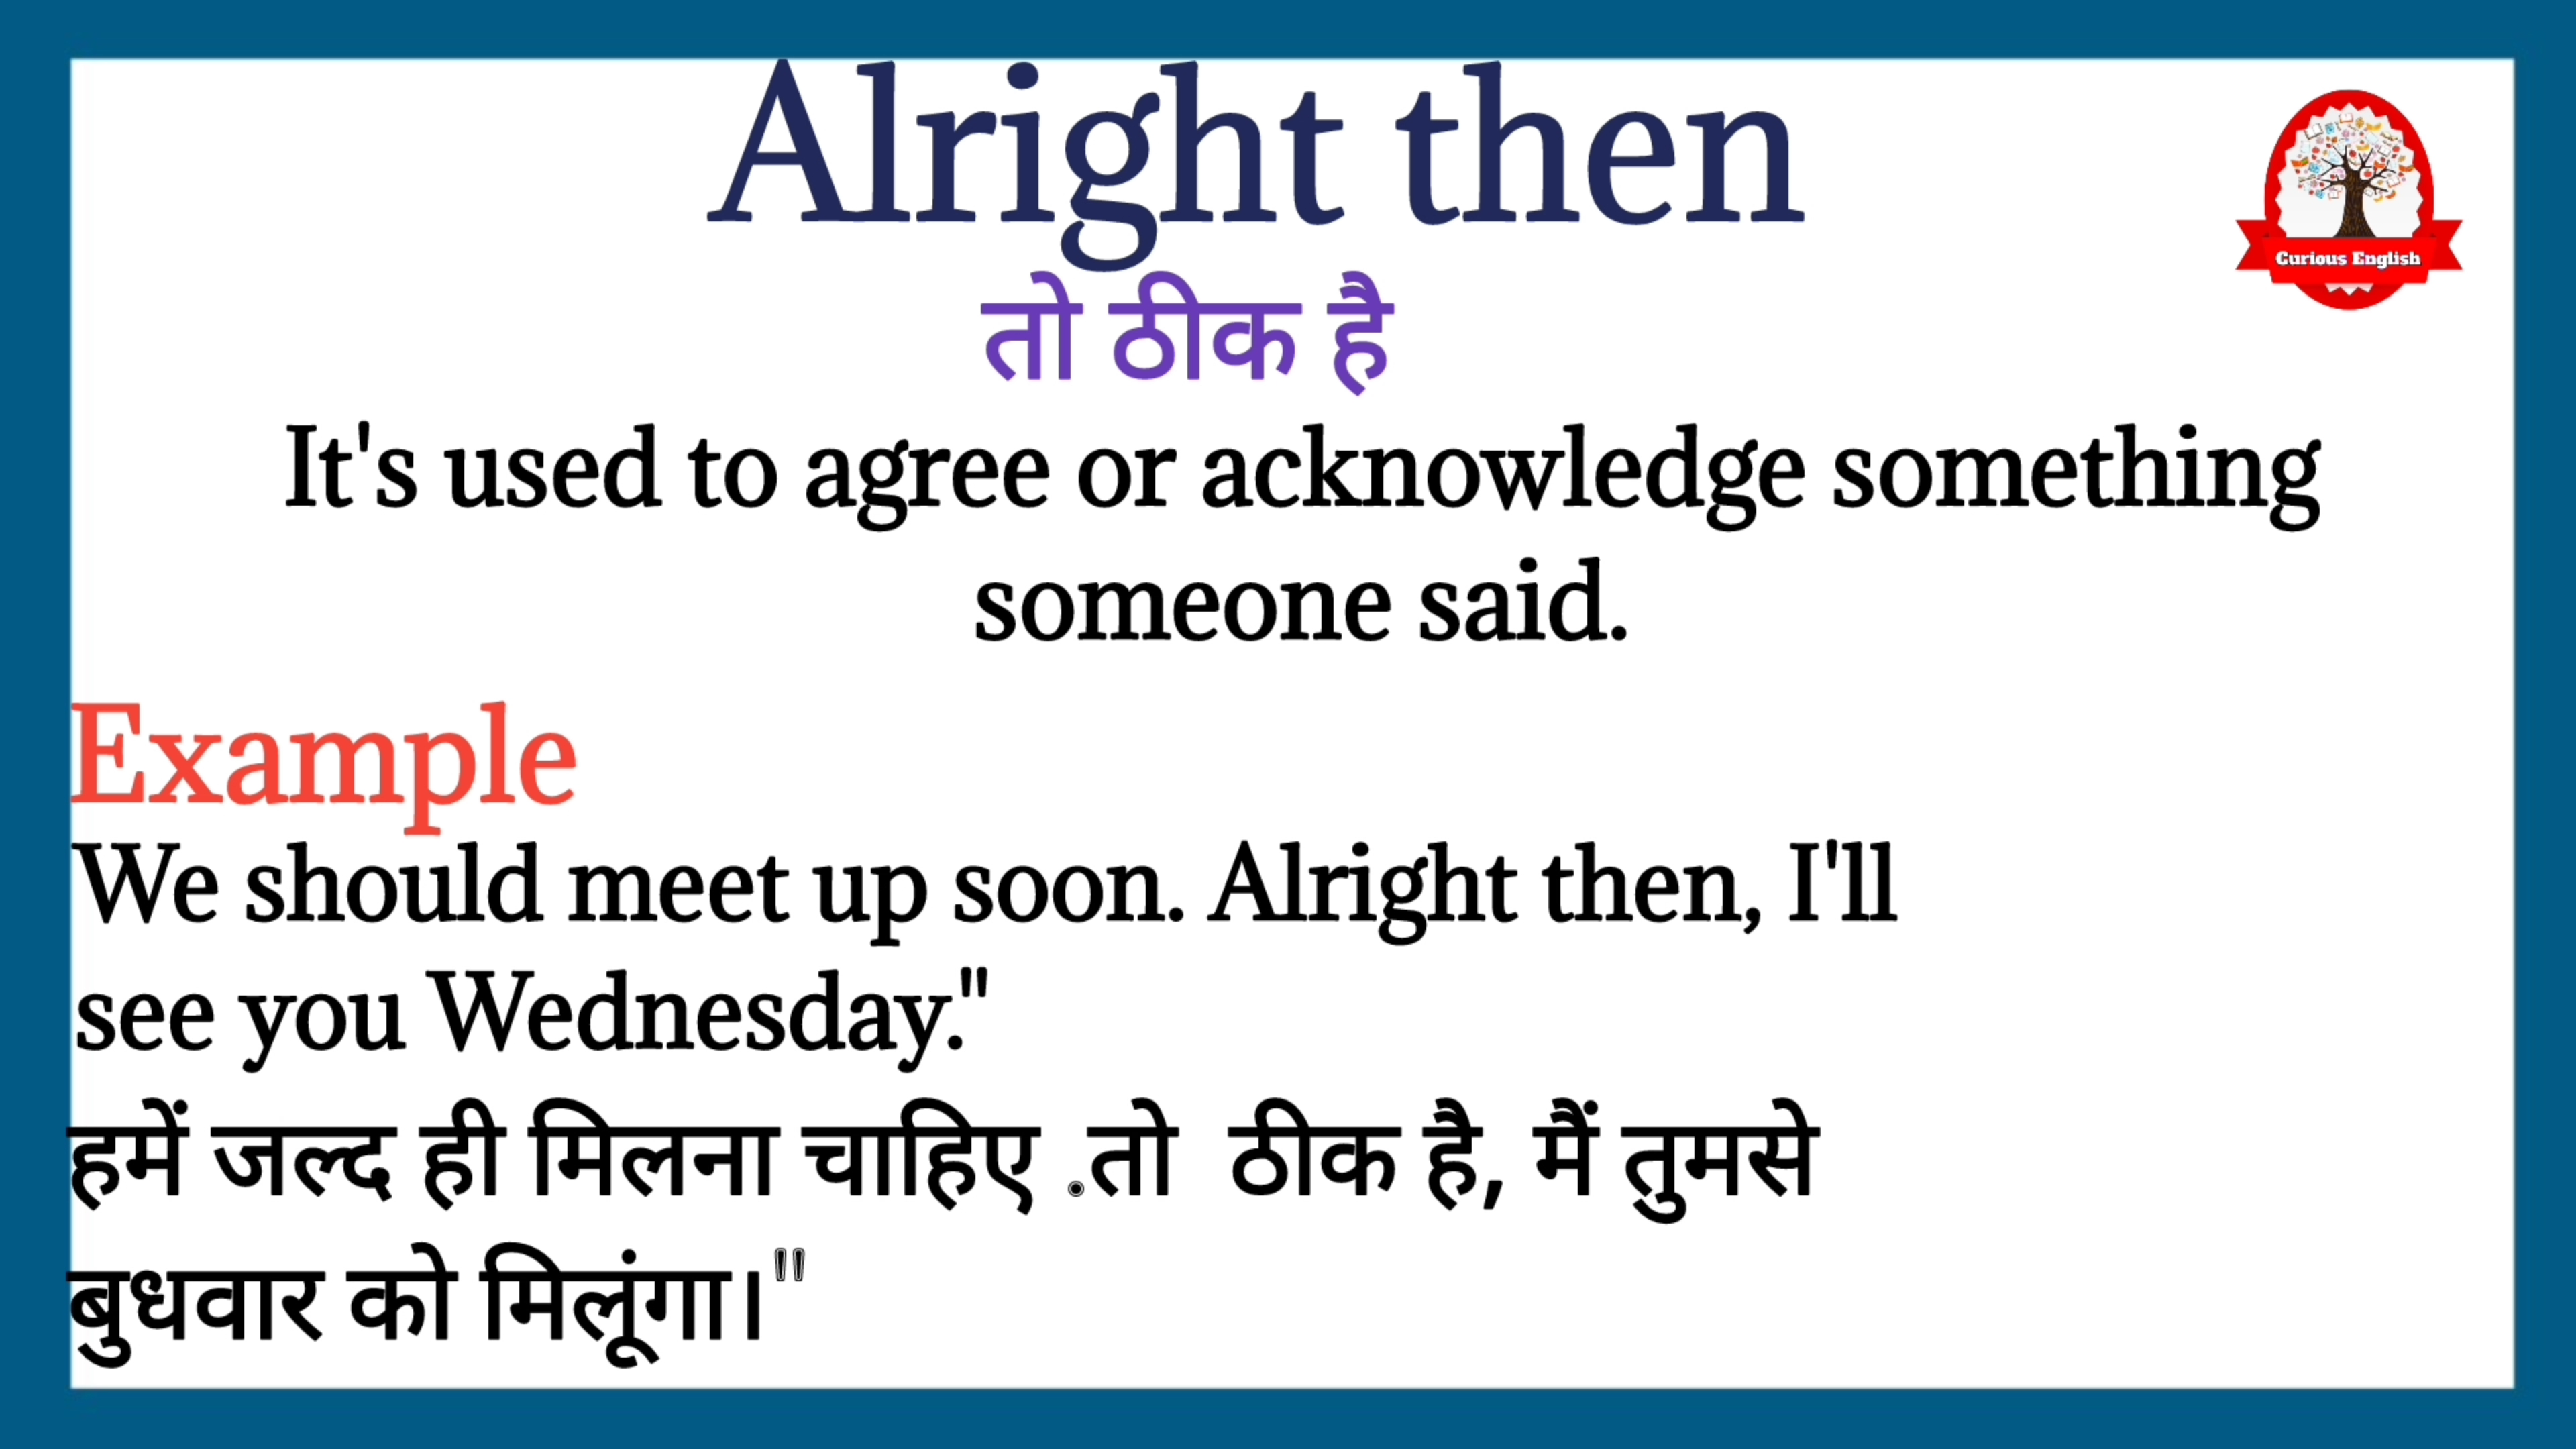 Alright then
Curious English
तो ठीक है
It's used to agree or acknowledge something
someone said.
Example
We should meet up soon. Alright then, I'll
see you Wednesday."
हमें जल्द ही मिलना चाहिए .तो  ठीक है, मैं तुमसे
बुधवार को मिलूंगा।"